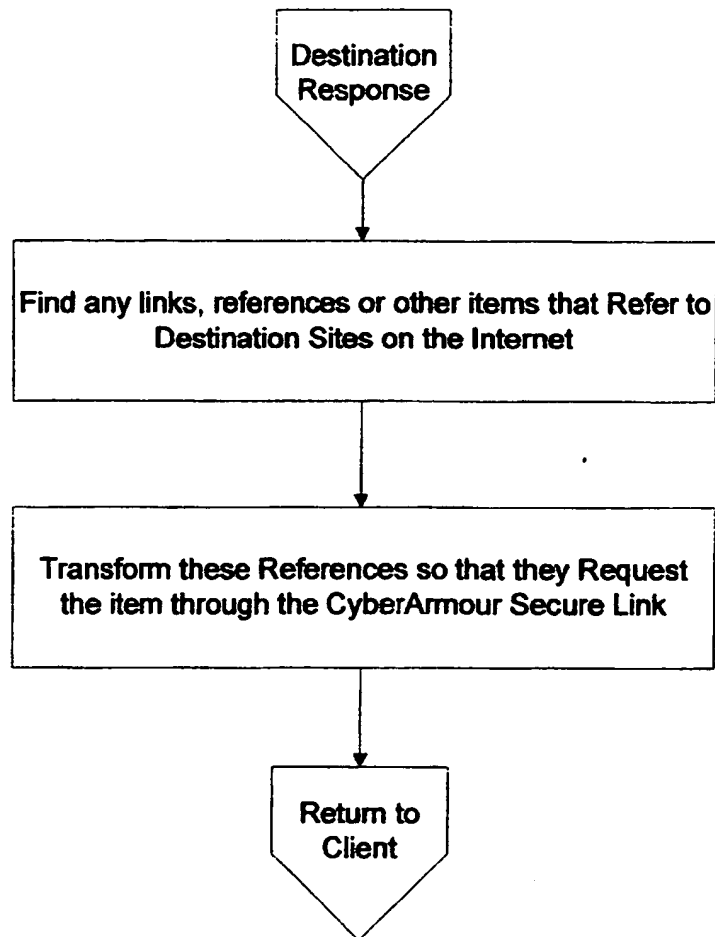 Destination
Response
Find any links, references or other items that Refer to
Destination Sites on the Internet
Transform these References so that they Request
the item through the CyberArmour Secure Link
Return to
Client